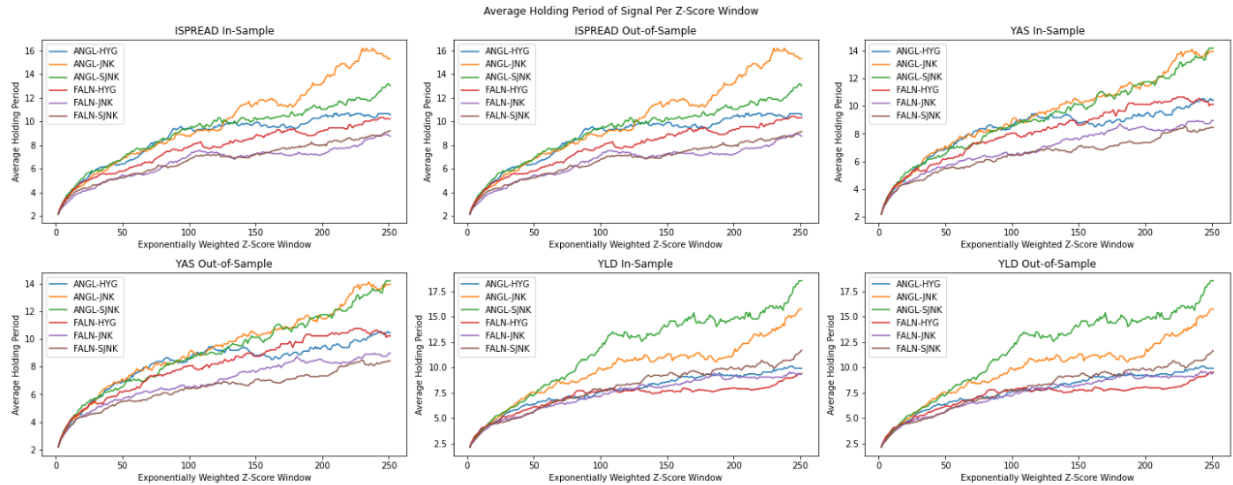 Average Holding Period of Signal Per Z-Score Window
ISPREAD In-Sample
Average Holding Period
16
14
12
10
8
6
4
2
ANGL-HYG
ANGL-JNK
ANGL-SJNK
FALN-HYG
FALN-JNK
FALN-SJNK
0 50 100 150 200 250
Exponentially Weighted Z-Score Window
ISPREAD Out-of-Sample
Average Holding Period
16
14
12
10
8
6
4
2
ANGL-HYG
ANGL-JNK
ANGL-SJNK
FALN-HYG
FALN-JNK
FALN-SJNK
0 50 100 150 200 250
Exponentially Weighted Z-Score Window
YAS In-Sample
Average Holding Period
14
12
10
8
6
4
2
ANGL-HYG
ANGL-JNK
ANGL-SJNK
FALN-HYG
FALN-JNK
FALN-SJNK
0 50 100 150 200 250
Exponentially Weighted Z-Score Window
YAS Out-of-Sample
Average Holding Period
14
12
10
8
6
4
2
ANGL-HYG
ANGL-JNK
ANGL-SJNK
FALN-HYG
FALN-JNK
FALN-SJNK
0 50 100 150 200 250
Exponentially Weighted Z-Score Window
YLD In-Sample
Average Holding Period
17.5
15.0
12.5
10.0
7.5
5.0
2.5
ANGL-HYG
ANGL-JNK
ANGL-SJNK
FALN-HYG
FALN-JNK
FALN-SJNK
0 50 100 150 200 250
Exponentially Weighted Z-Score Window
YLD Out-of-Sample
Average Holding Period
17.5
15.0
12.5
10.0
7.5
5.0
2.5
ANGL-HYG
ANGL-JNK
ANGL-SJNK
FALN-HYG
FALN-JNK
FALN-SJNK
0 50 100 150 200 250
Exponentially Weighted Z-Score Window